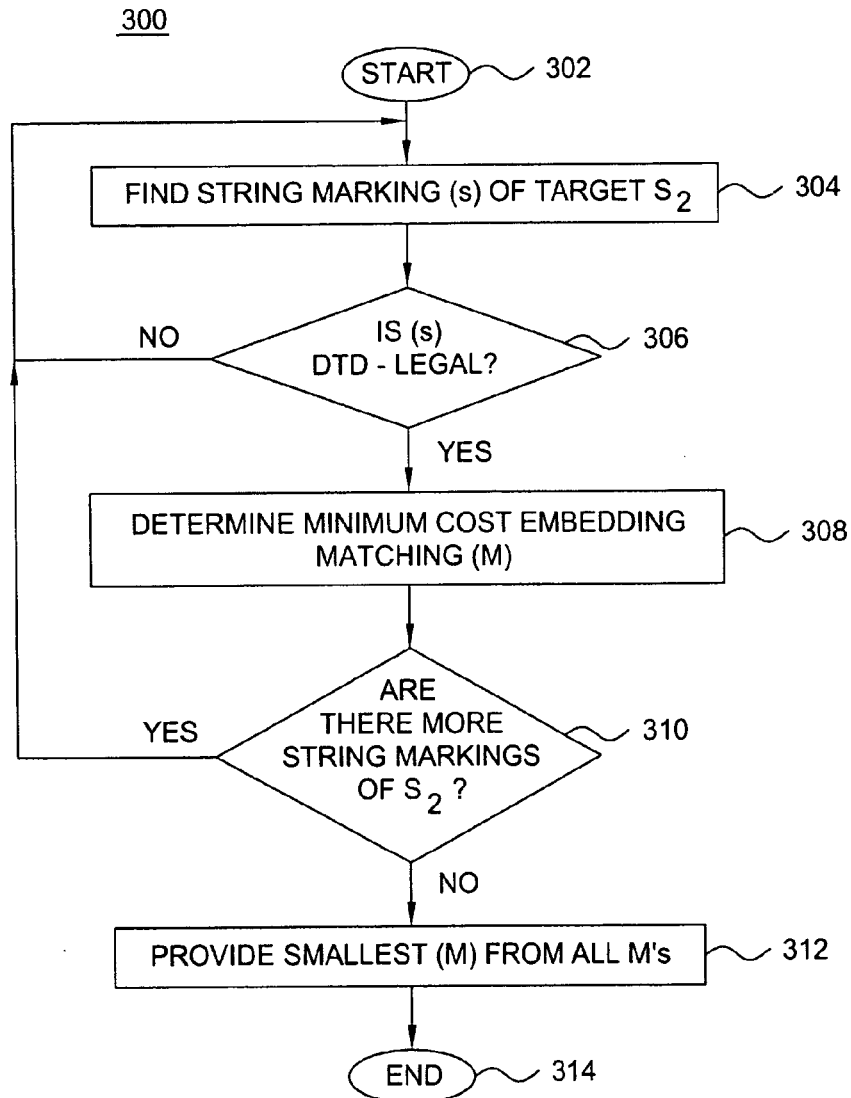 300
START
302
FIND STRING MARKING (s) OF TARGET S2
304
IS (s)
DTD - LEGAL?
306
NO
YES
DETERMINE MINIMUM COST EMBEDDING
MATCHING (M)
308
ARE
THERE MORE
STRING MARKINGS
OF S2 ?
310
YES
NO
PROVIDE SMALLEST (M) FROM ALL M's
312
END
314